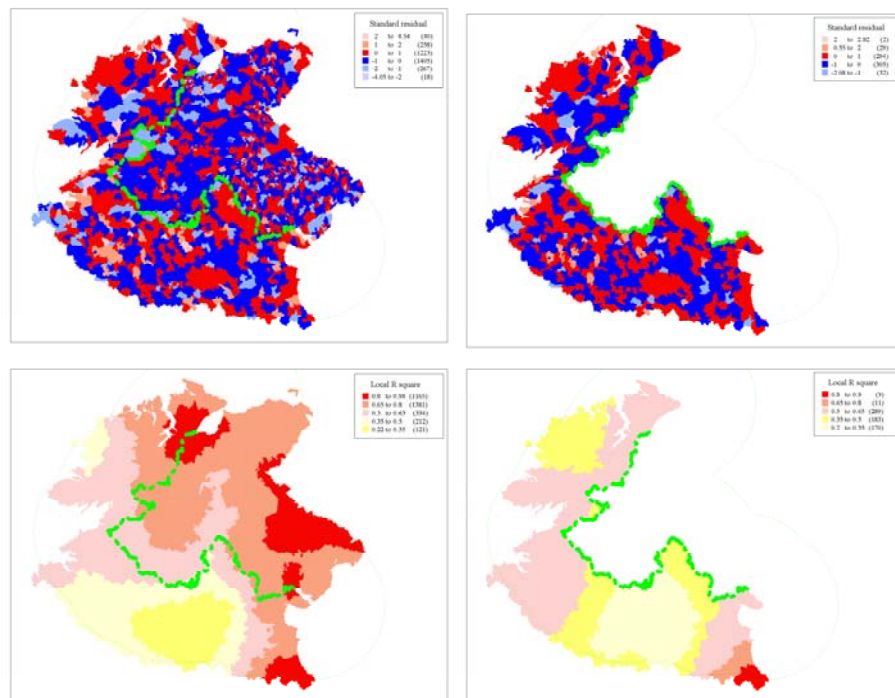 Standard residual
2 to 8.34 (30)
1 to 2 (258)
0 to 1 (1223)
-1 to 0 (1405)
2 to -1 (267)
-4.05 to -2 (18)
Standard residual
2 to 2.82 (2)
0.55 to 2 (29)
0 to 1 (284)
-1 to 0 (305)
-2.08 to -1 (32)
Local R square
0.8 to 0.98 (1165)
0.65 to 0.8 (1381)
0.5 to 0.65 (394)
0.35 to 0.5 (212)
0.22 to 0.35 (121)
Local R square
0.8 to 0.9
0.65 to 0.8 (11)
0.5 to 0.65 (289)
0.35 to 0.5 (183)
0.2 to 0.35 (170)